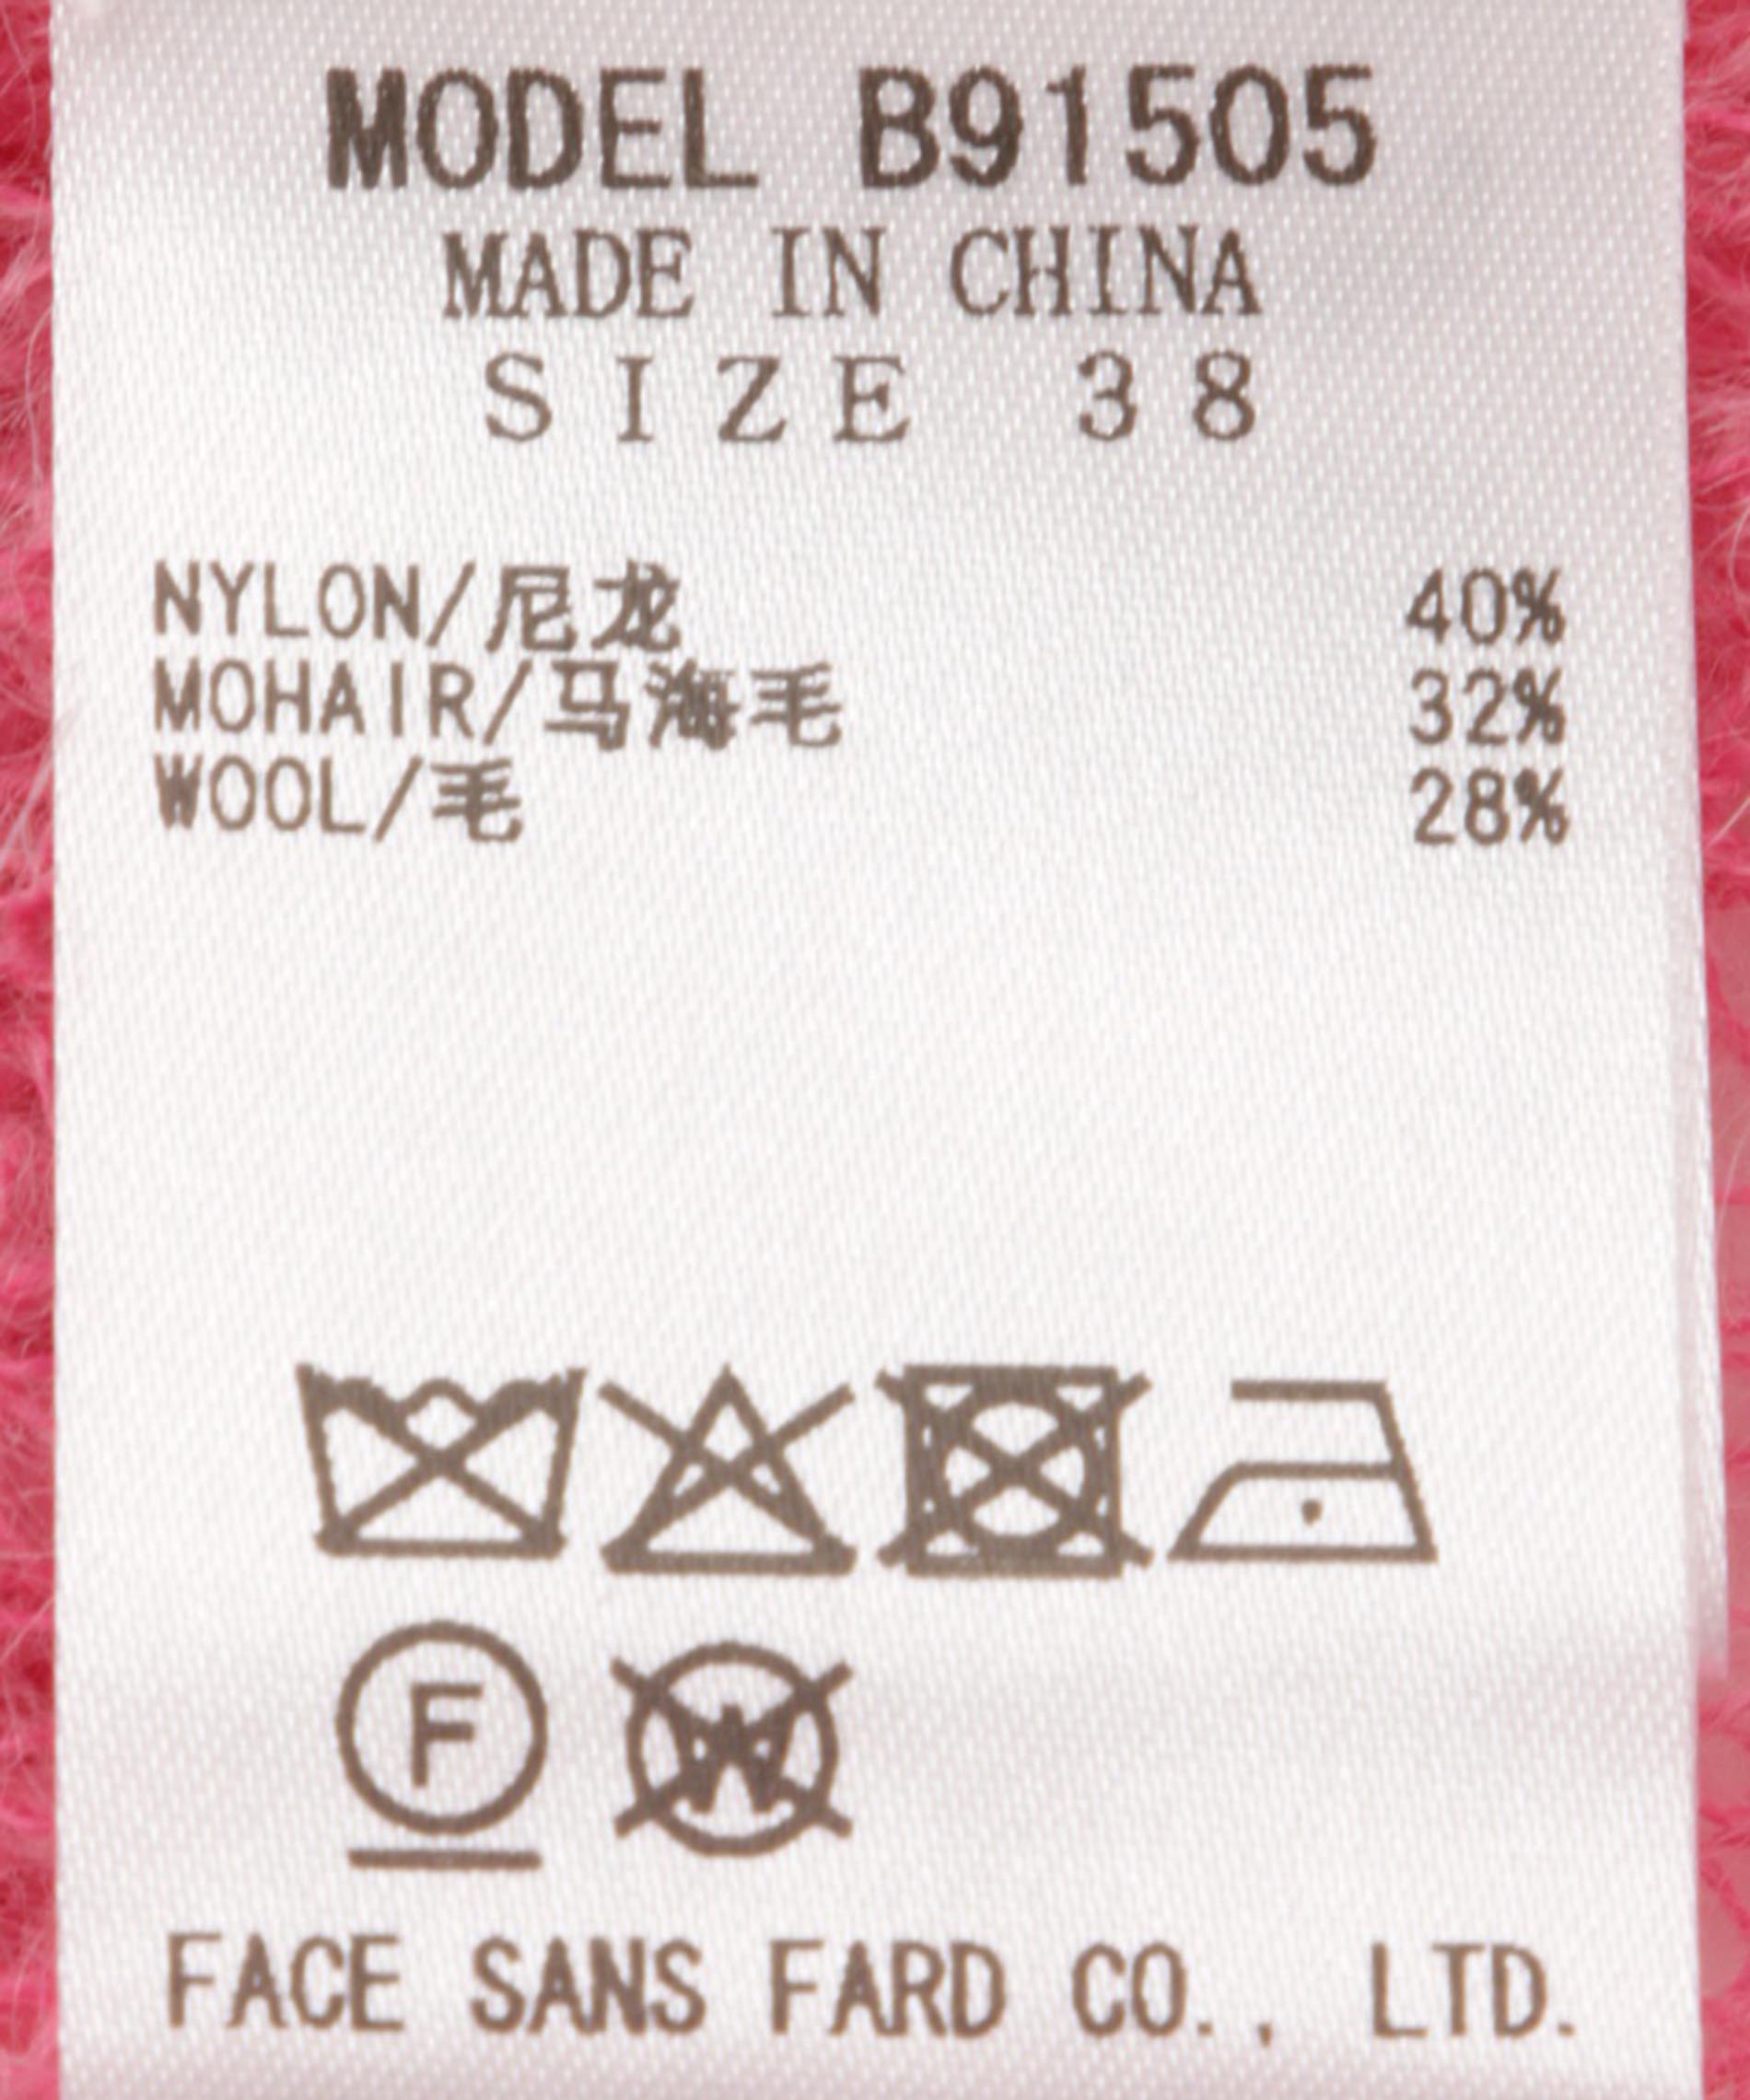 MODEL B91505
MADE IN CHINA
SIZE 38
NYLON/尼龙 40%
MOHAIR/马海毛 32%
WOOL/毛 28%
F W
FACE SANS FARD CO., LTD.